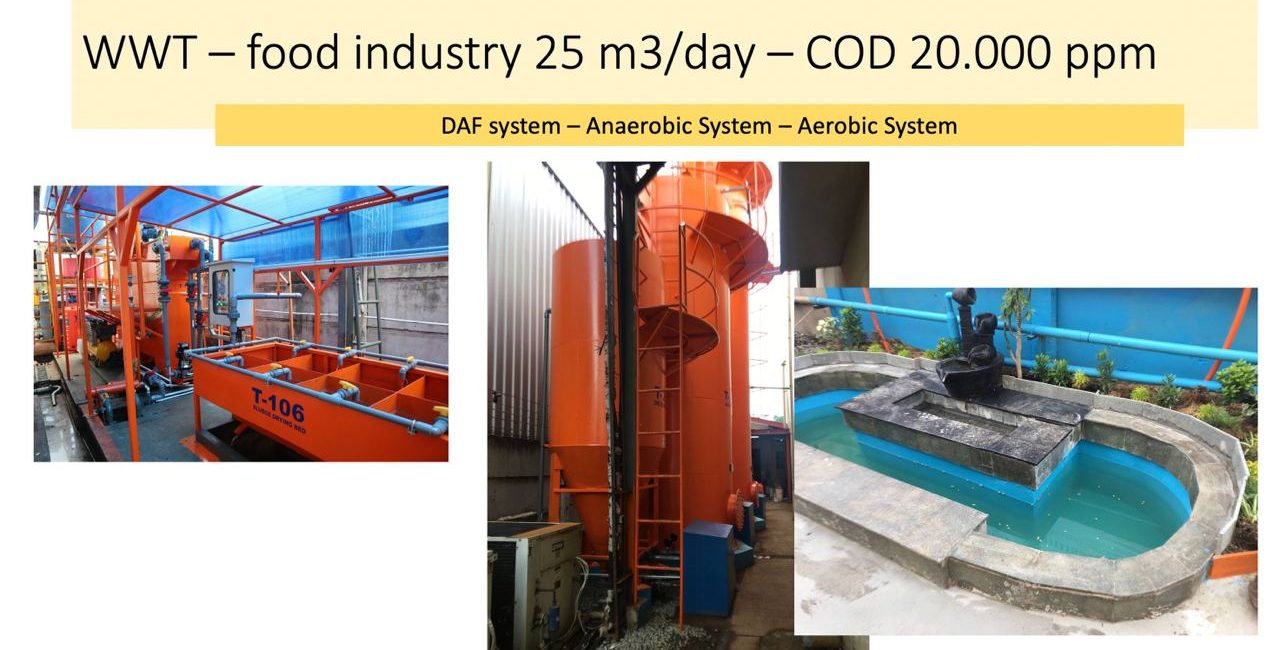 WWT – food industry 25 m3/day – COD 20.000 ppm
DAF system – Anaerobic System – Aerobic System
T-106
SLUDGE DRYING BED